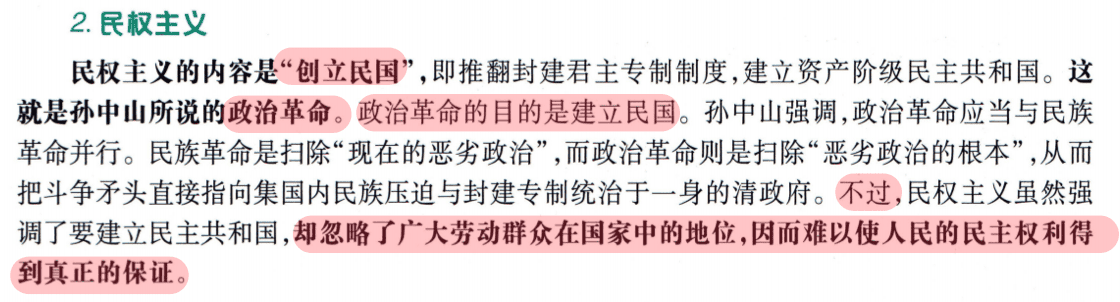 2. 民权主义
民权主义的内容是“创立民国”,即推翻封建君主专制制度,建立资产阶级民主共和国。这
就是孙中山所说的政治革命。政治革命的目的是建立民国。孙中山强调,政治革命应当与民族
革命并行。民族革命是扫除“现在的恶劣政治”,而政治革命则是扫除“恶劣政治的根本”,从而
把斗争矛头直接指向集国内民族压迫与封建专制统治于一身的清政府。不过,民权主义虽然强
调了要建立民主共和国,却忽略了广大劳动群众在国家中的地位,因而难以使人民的民主权利得
到真正的保证。